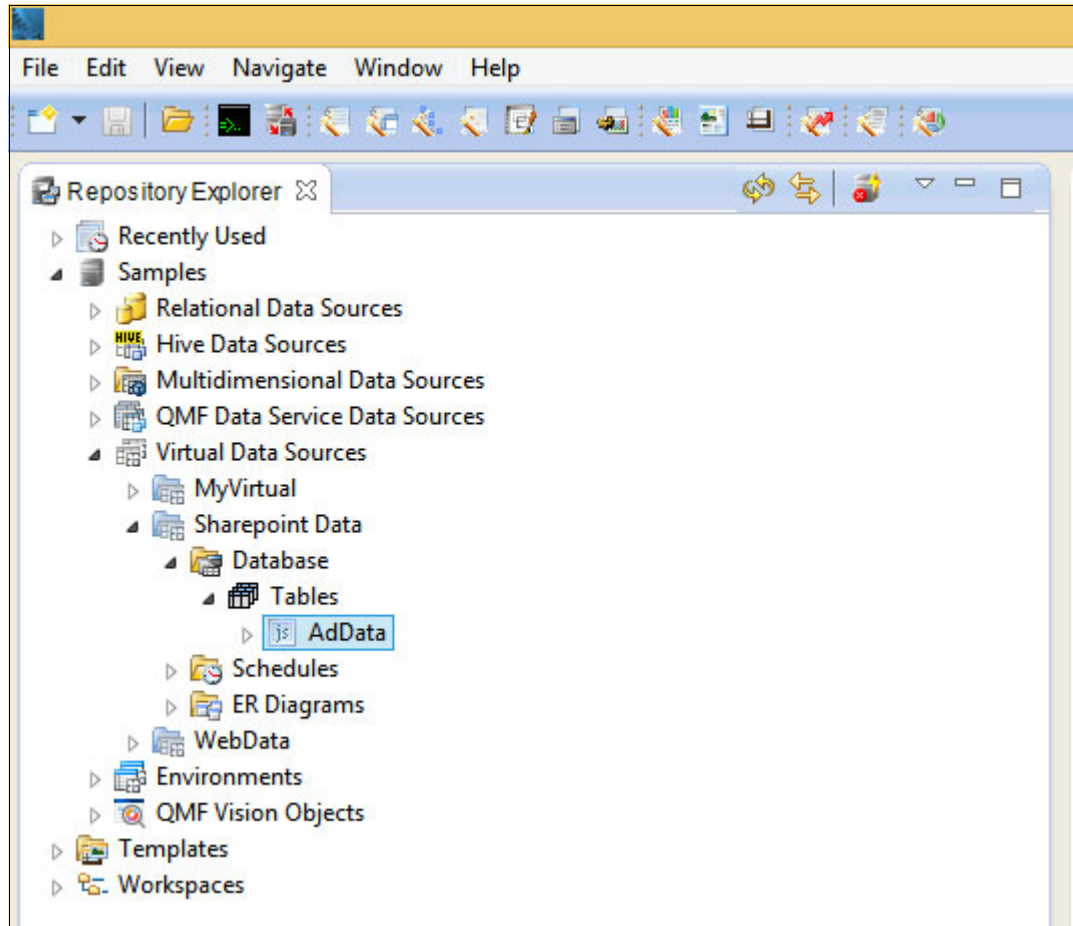 File Edit View Navigate Window Help
Repository Explorer
Recently Used
Samples
Relational Data Sources
HIVE Hive Data Sources
Multidimensional Data Sources
QMF Data Service Data Sources
Virtual Data Sources
MyVirtual
Sharepoint Data
Database
Tables
js AdData
Schedules
ER Diagrams
WebData
Environments
QMF Vision Objects
Templates
Workspaces